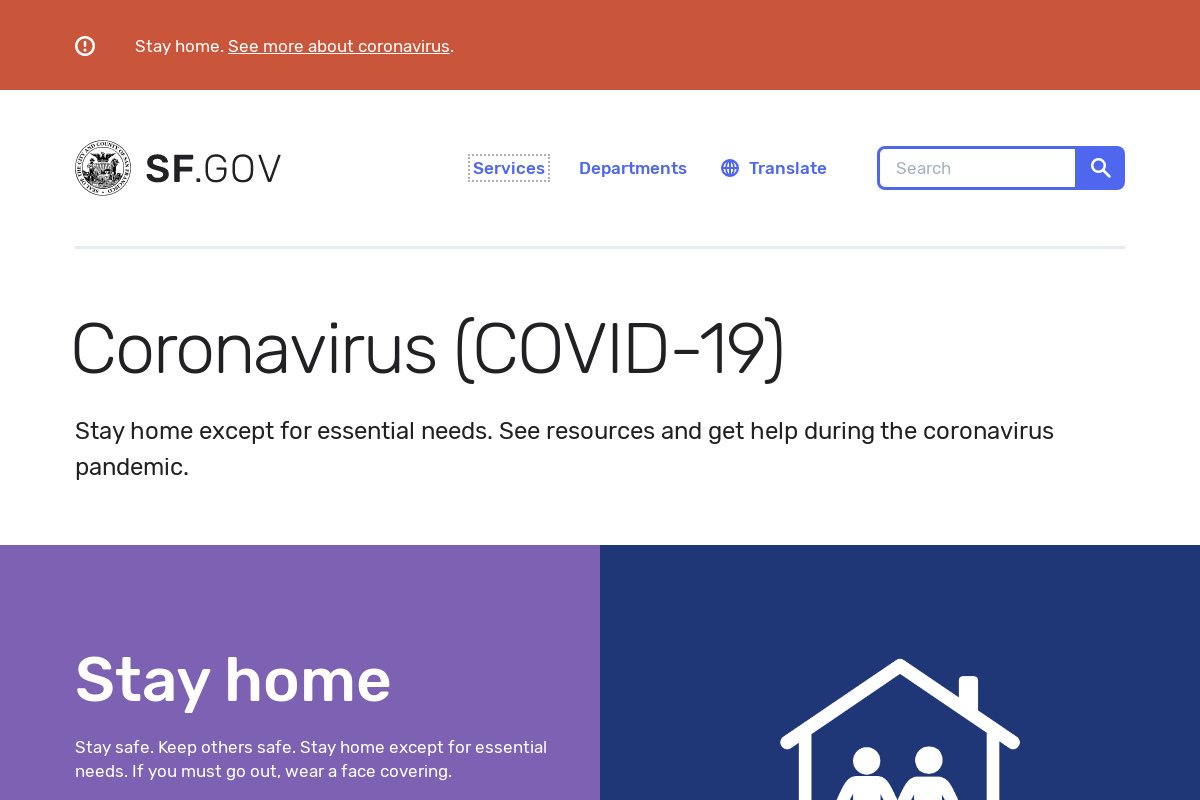 Stay home. See more about coronavirus.
SF.GOV
Services
Departments
Translate
Search
Coronavirus (COVID-19)
Stay home except for essential needs. See resources and get help during the coronavirus
pandemic.
Stay home
Stay safe. Keep others safe. Stay home except for essential
needs. If you must go out, wear a face covering.